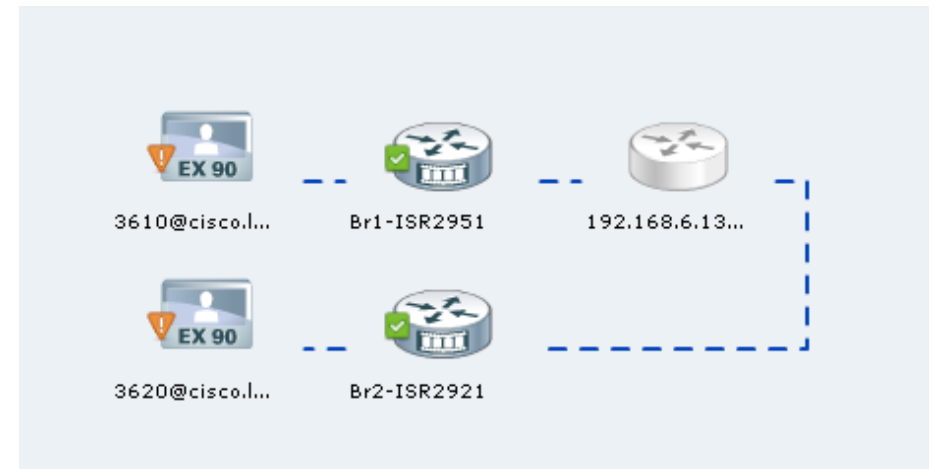 EX 90
3610@cisco.l...
Br1-ISR2951
192.168.6.13...
EX 90
3620@cisco.l...
Br2-ISR2921